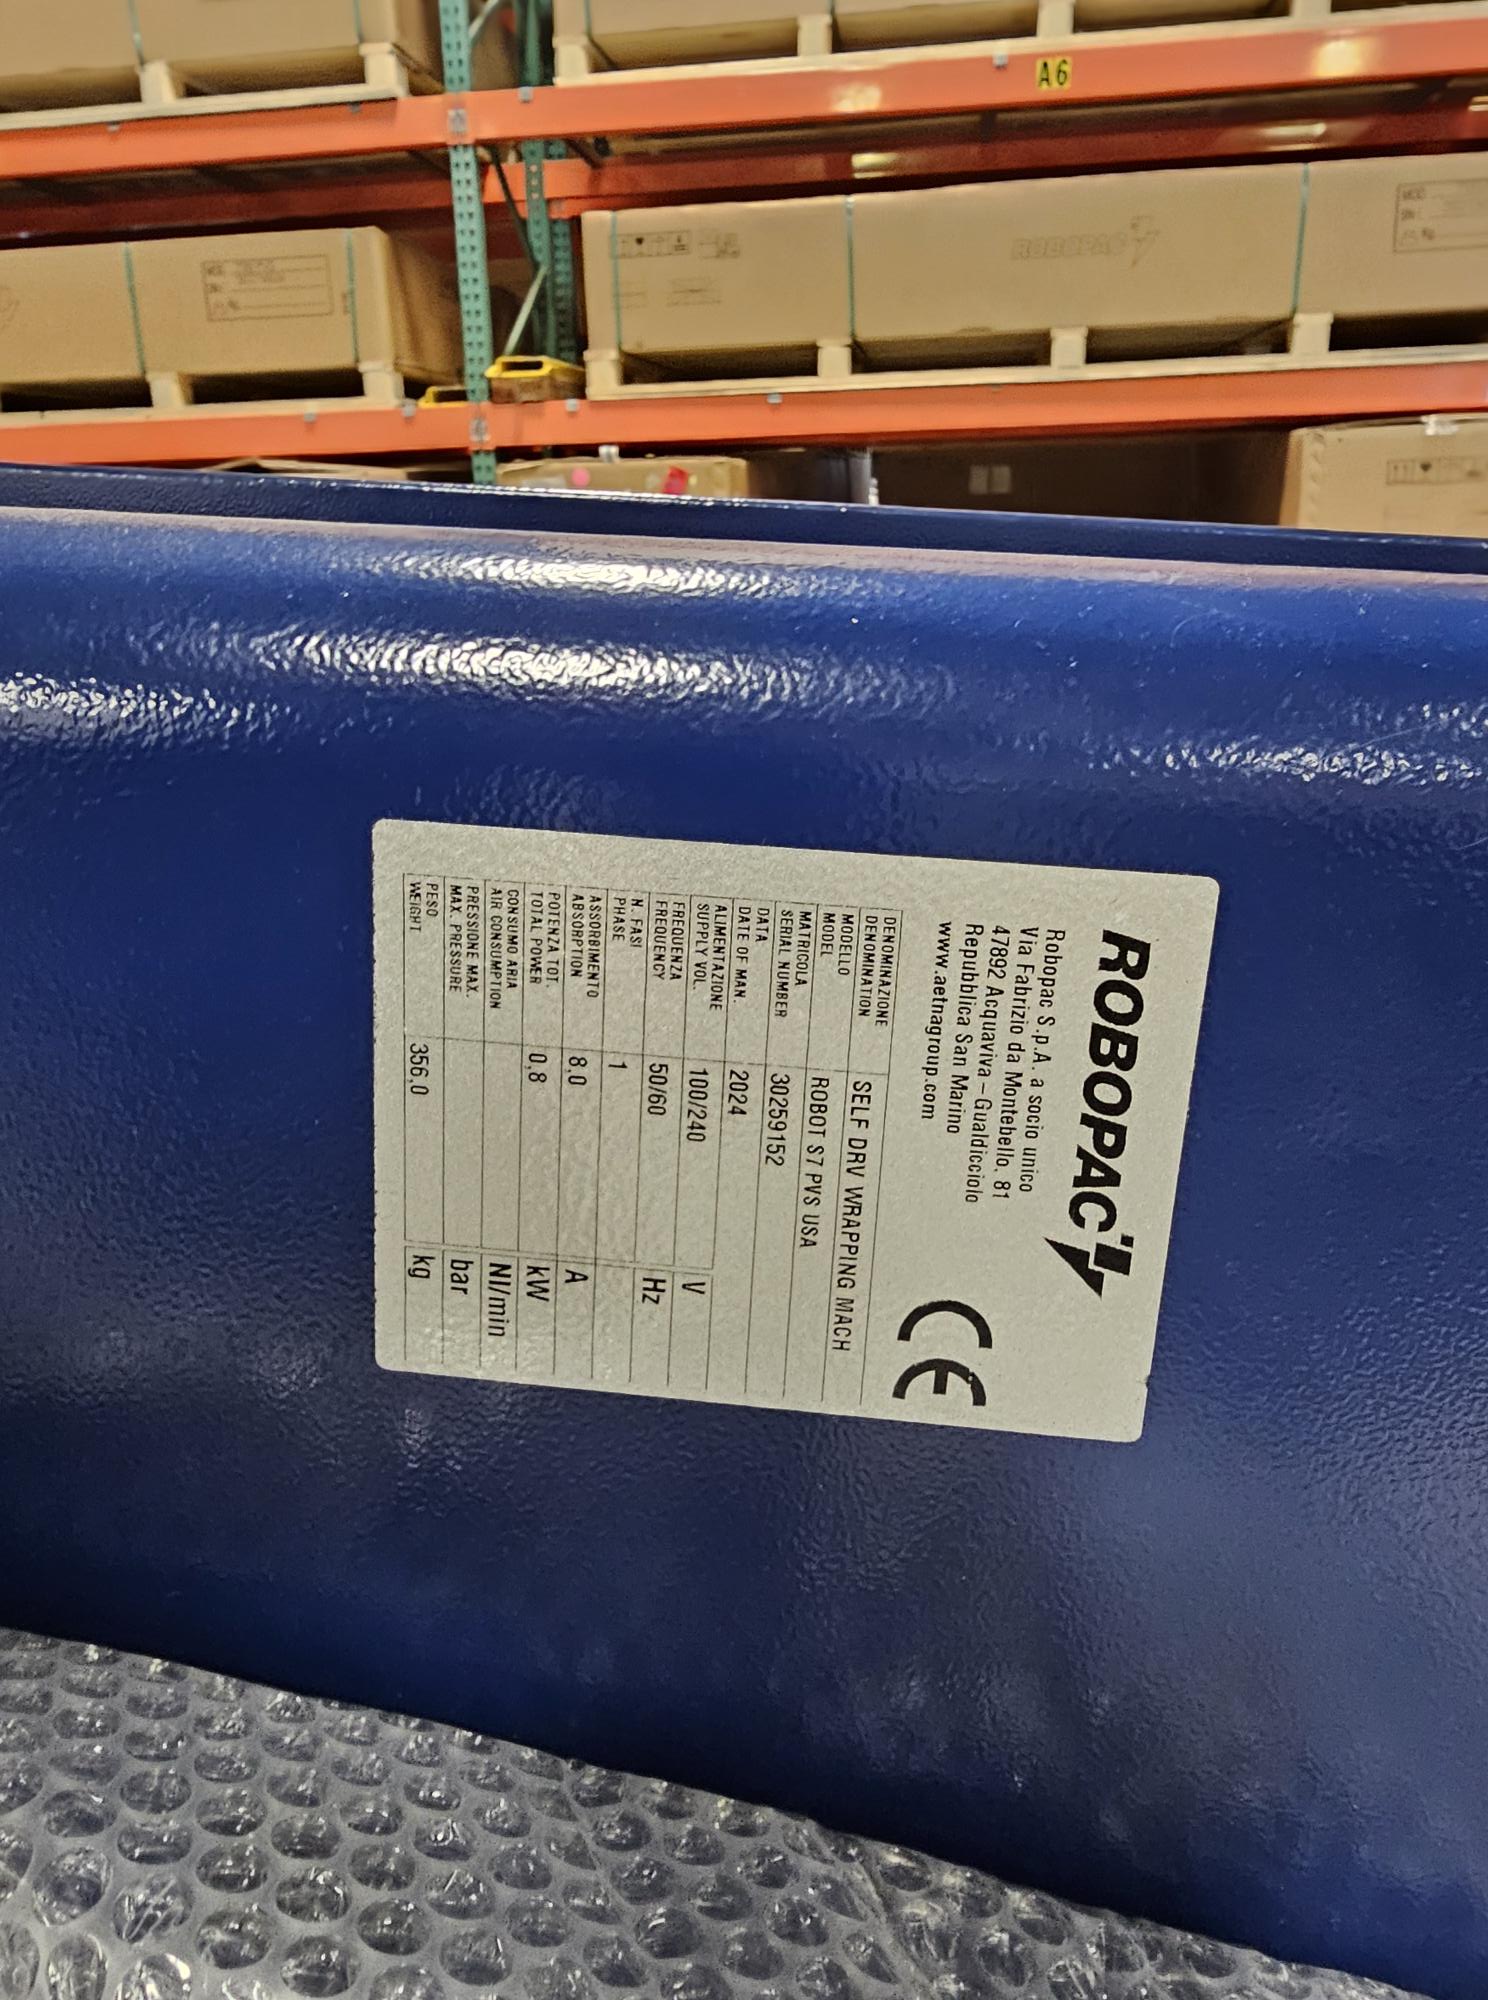 A6
ROBOPAC
ROBOPAC
Robopac S.p.A. a socio unico
Via Fabrizio da Montebello, 81
47892 Acquaviva – Gualdicciolo
Repubblica San Marino
www.aetnagroup.com
CE
DENOMINAZIONE
DENOMINATION SELF DRV WRAPPING MACH
MODELLO
MODEL ROBOT S7 PVS USA
MATRICOLA
SERIAL NUMBER 30259152
DATA
DATE OF MAN. 2024
ALIMENTAZIONE
SUPPLY VOL. 100/240 V
FREQUENZA
FREQUENCY 50/60 Hz
N. FASI
PHASE 1
ASSORBIMENTO
ABSORPTION 8,0 A
POTENZA TOT.
TOTAL POWER 0,8 kW
CONSUMO ARIA
AIR CONSUMPTION Nl/min
PRESSIONE MAX.
MAX. PRESSURE bar
PESO
WEIGHT 356,0 kg